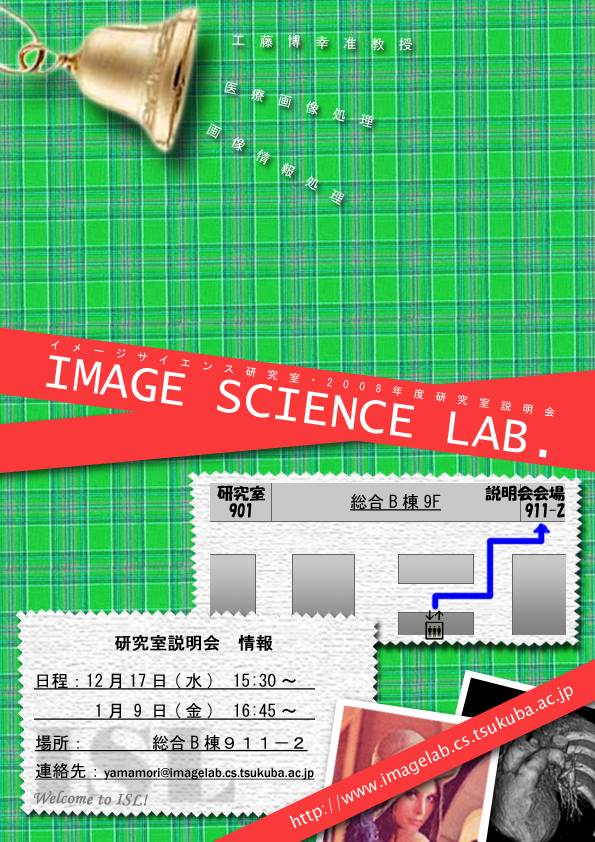 工藤博幸准教授
医療画像処理
画像情報処理
イメージサイエンス研究室・2008年度研究室説明会
IMAGE SCIENCE LAB.
研究室
901
総合B棟9F
説明会会場
911-2
研究室説明会 情報
日程：12月17日（水） 15:30～
1月 9日（金） 16:45～
場所： 総合B棟９１１－２
連絡先：yamamori@imagelab.cs.tsukuba.ac.jp
ISL
Welcome to ISL!
http://www.imagelab.cs.tsukuba.ac.jp